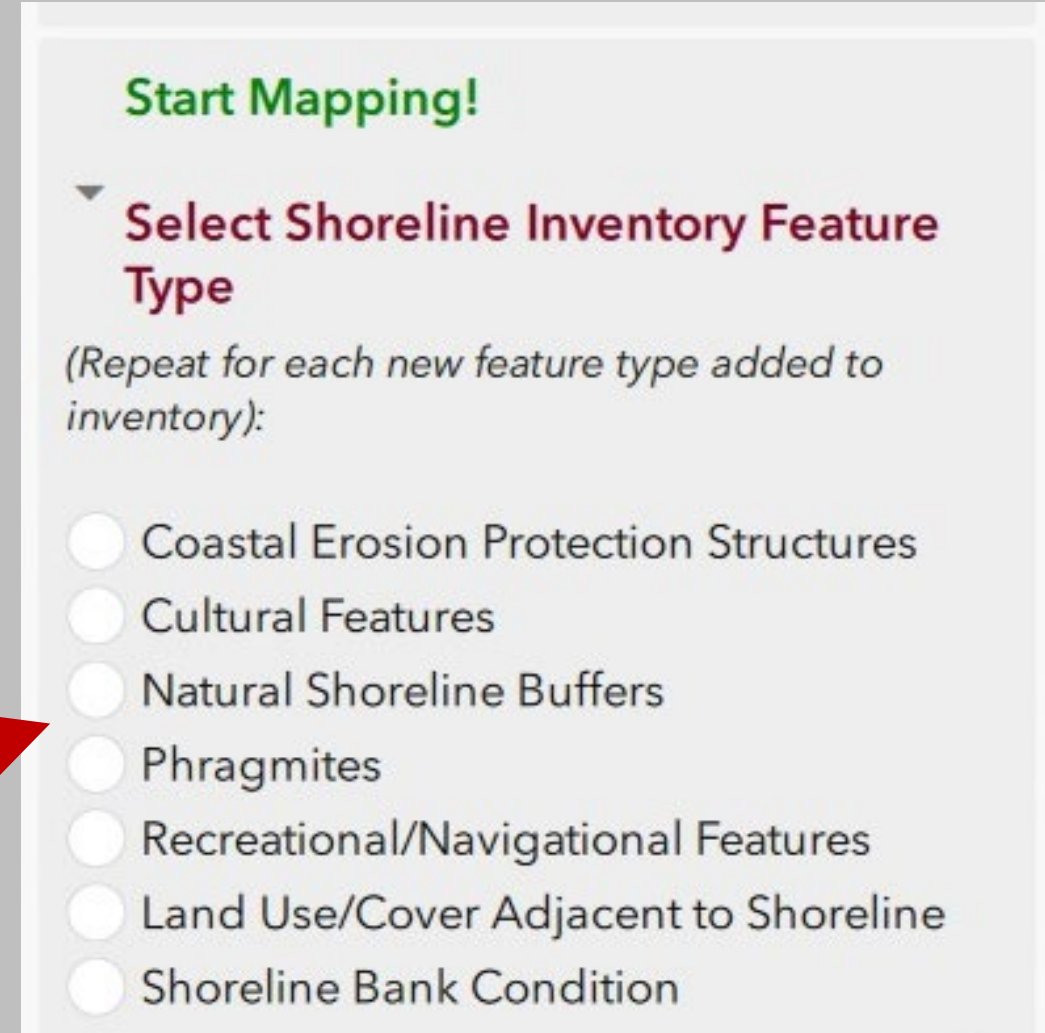 Start Mapping!
Select Shoreline Inventory Feature
Type
(Repeat for each new feature type added to
inventory):
Coastal Erosion Protection Structures
Cultural Features
Natural Shoreline Buffers
Phragmites
Recreational/Navigational Features
Land Use/Cover Adjacent to Shoreline
Shoreline Bank Condition